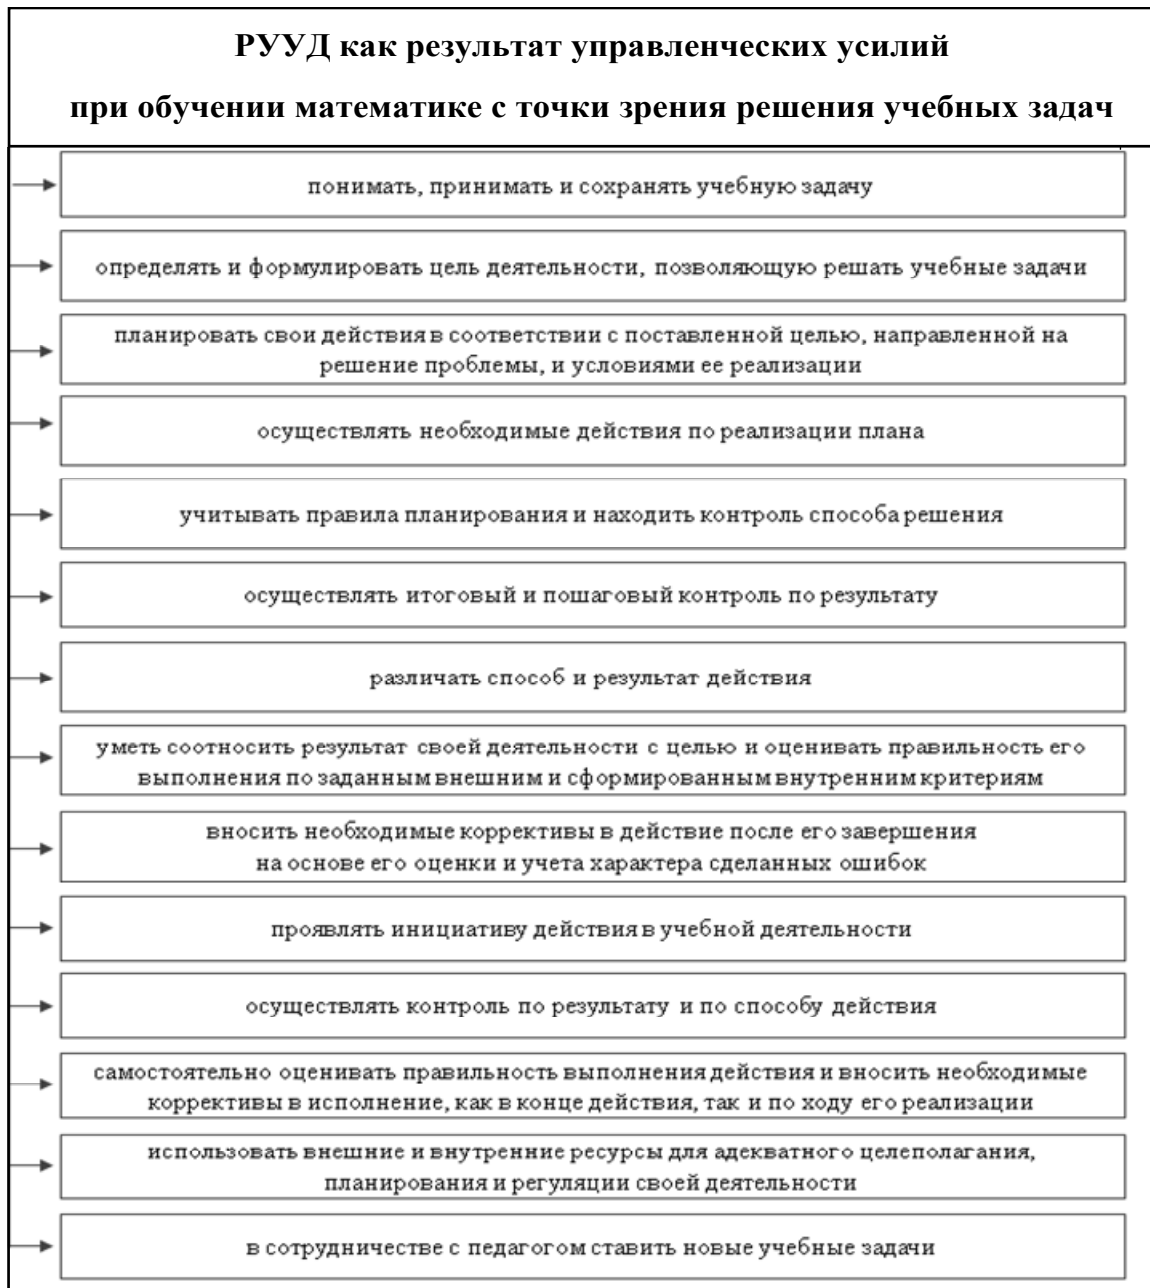 РУУД как результат управленческих усилий
при обучении математике с точки зрения решения учебных задач
понимать, принимать и сохранять учебную задачу
определять и формулировать цель деятельности, позволяющую решать учебные задачи
планировать свои действия в соответствии с поставленной целью, направленной на
решение проблемы, и условиями ее реализации
осуществлять необходимые действия по реализации плана
учитывать правила планирования и находить контроль способа решения
осуществлять итоговый и пошаговый контроль по результату
различать способ и результат действия
уметь соотносить результат своей деятельности с целью и оценивать правильность его
выполнения по заданным внешним и сформированным внутренним критериям
вносить необходимые коррективы в действие после его завершения
на основе его оценки и учета характера сделанных ошибок
проявлять инициативу действия в учебной деятельности
осуществлять контроль по результату и по способу действия
самостоятельно оценивать правильность выполнения действия и вносить необходимые
коррективы в исполнение, как в конце действия, так и по ходу его реализации
использовать внешние и внутренние ресурсы для адекватного целеполагания,
планирования и регуляции своей деятельности
в сотрудничестве с педагогом ставить новые учебные задачи